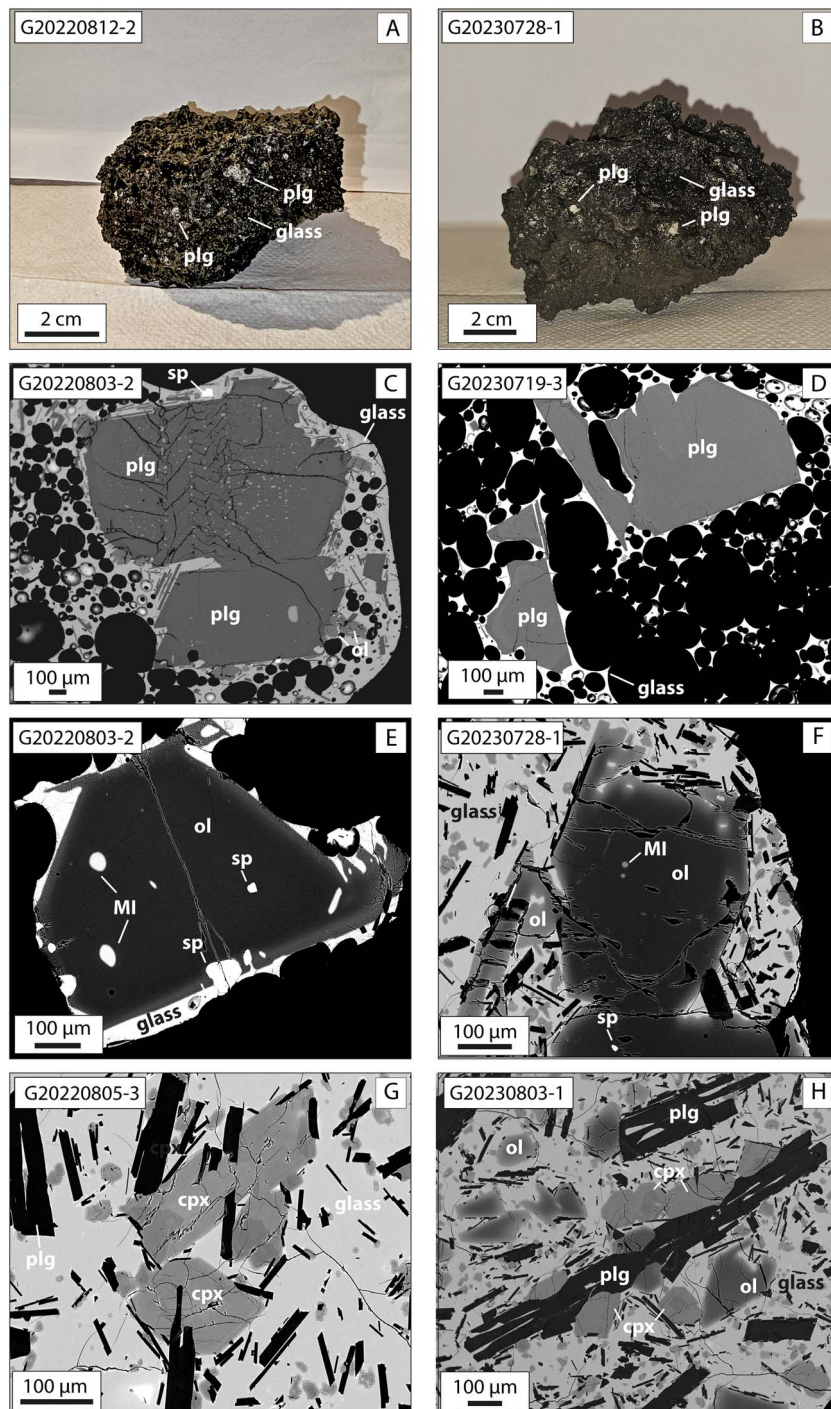 G20220812-2
A
plg
plg
glass
2 cm
G20230728-1
B
plg
glass
plg
2 cm
G20220803-2
C
sp
glass
plg
plg
ol
100 µm
G20230719-3
D
plg
plg
glass
100 µm
G20220803-2
E
ol
sp
MI
sp
glass
100 µm
G20230728-1
F
glass
MI
ol
ol
sp
100 µm
G20220805-3
G
cpx
cpx
glass
plg
cpx
100 µm
G20230803-1
H
plg
ol
cpx
plg
ol
glass
cpx
100 µm